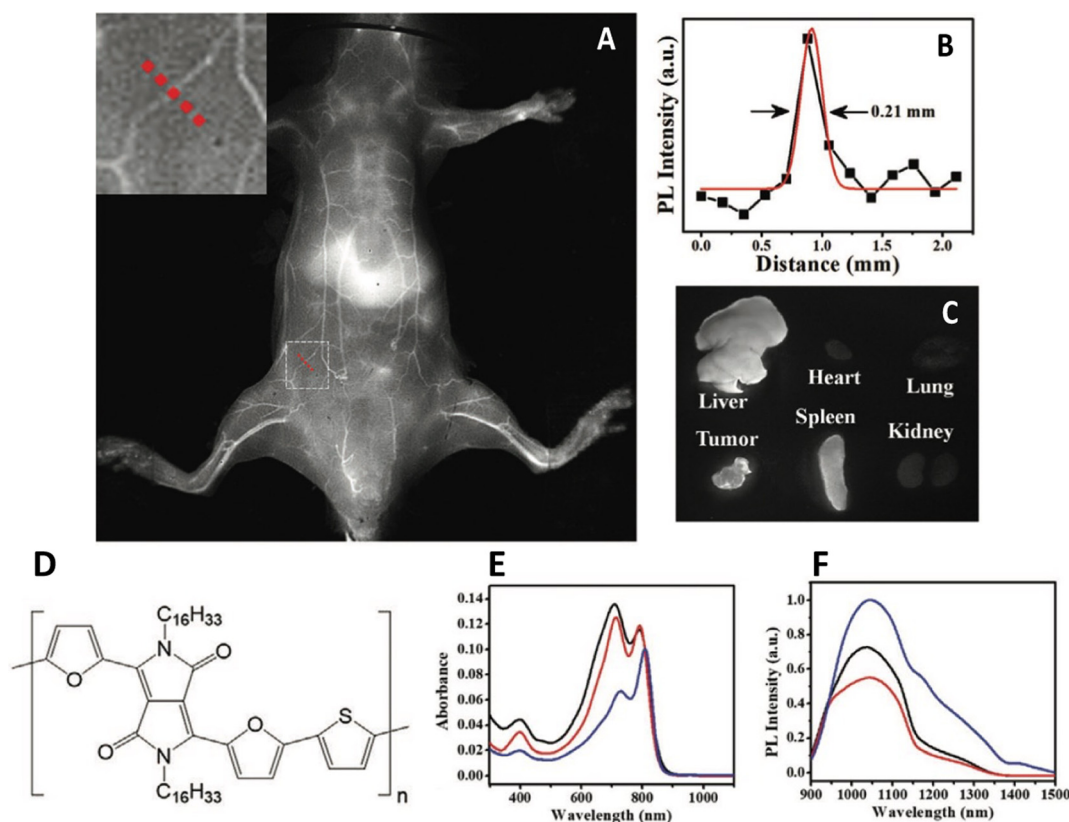 A
B
PL Intensity (a.u.)
0.21 mm
0.0 0.5 1.0 1.5 2.0
Distance (mm)
C
Liver Heart Lung
Tumor Spleen Kidney
D
C16H33
N
O
O
O
S
O
N
C16H33
n
E
Aborbance
0.14
0.12
0.10
0.08
0.06
0.04
0.02
0.00
400 600 800 1000
Wavelength (nm)
F
PL Intensity (a.u.)
1.0
0.8
0.6
0.4
0.2
0.0
900 1000 1100 1200 1300 1400 1500
Wavelength (nm)